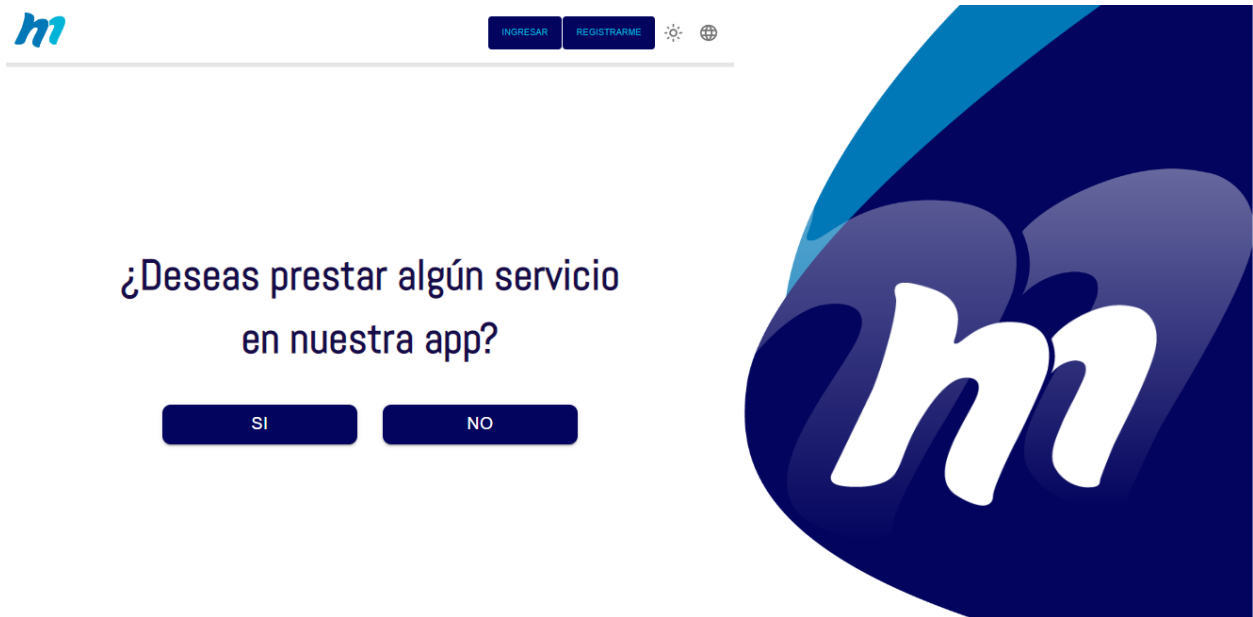 m
INGRESAR
REGISTRARME
¿Deseas prestar algún servicio
en nuestra app?
SI
NO
m